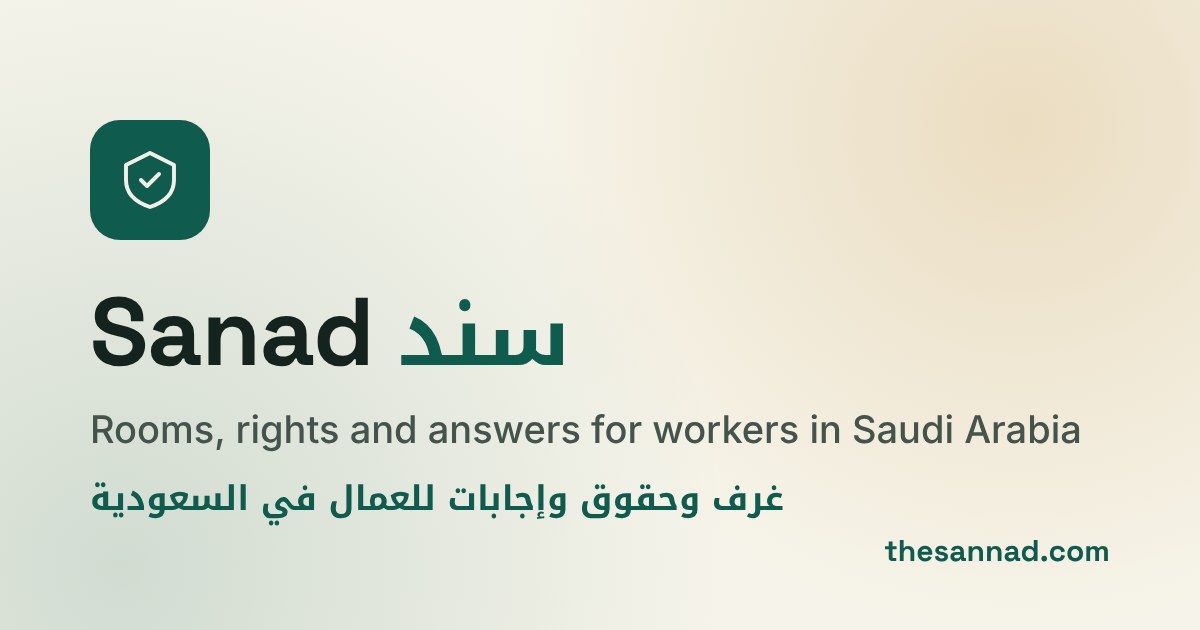 Sanad سند
Rooms, rights and answers for workers in Saudi Arabia
غرف وحقوق وإجابات للعمال في السعودية
thesannad.com